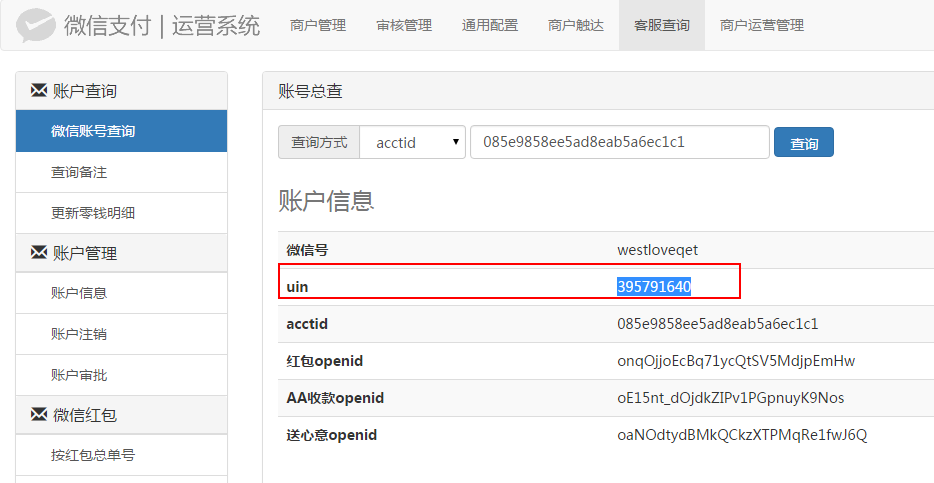 微信支付 | 运营系统 商户管理 审核管理 通用配置 商户触达 客服查询 商户运营管理
账户查询
微信账号查询
查询备注
更新零钱明细
账户管理
账户信息
账户注销
账户审批
微信红包
按红包总单号
账号总查
查询方式 acctid 085e9858ee5ad8eab5a6ec1c1 查询
账户信息
微信号 westloveqet
uin 395791640
acctid 085e9858ee5ad8eab5a6ec1c1
红包openid onqOjjoEcBq71ycQtSV5MdjpEmHw
AA收款openid oE15nt_dOjdkZIPv1PGpnuyK9Nos
送心意openid oaNOdtydBMkQCkzXTPMqRe1fwJ6Q